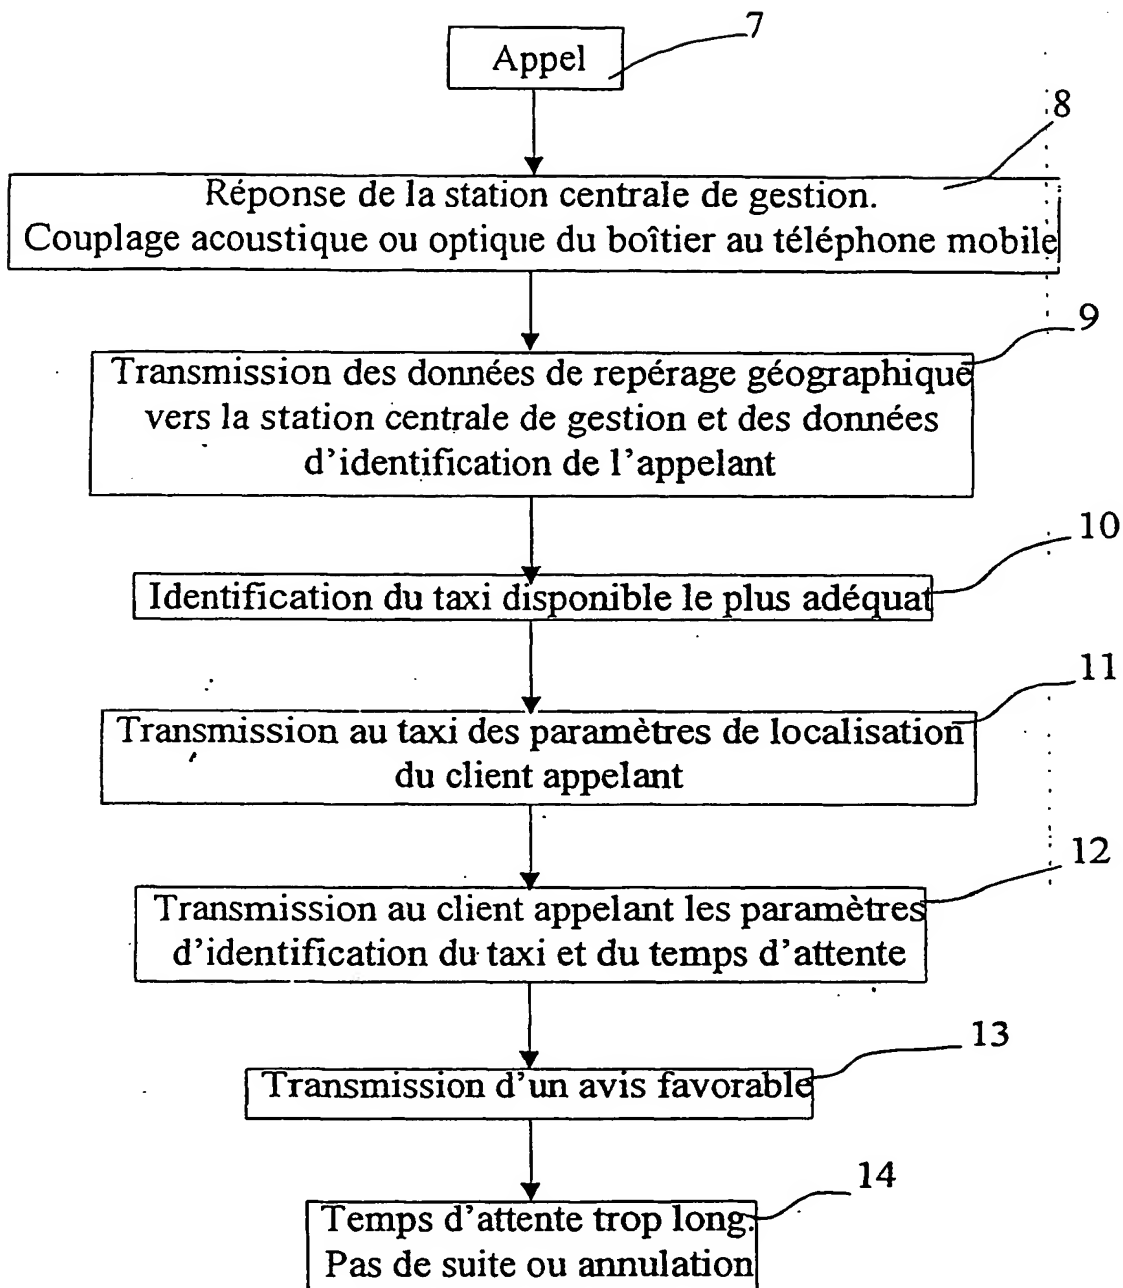 7
Appel
8
Réponse de la station centrale de gestion.
Couplage acoustique ou optique du boîtier au téléphone mobile
9
Transmission des données de repérage géographique
vers la station centrale de gestion et des données
d'identification de l'appelant
10
Identification du taxi disponible le plus adéquat
11
Transmission au taxi des paramètres de localisation
du client appelant
12
Transmission au client appelant les paramètres
d'identification du taxi et du temps d'attente
13
Transmission d'un avis favorable
14
Temps d'attente trop long.
Pas de suite ou annulation